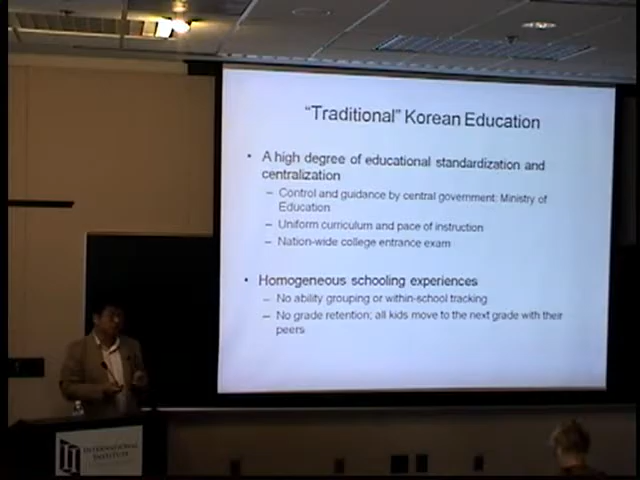 "Traditional" Korean Education
• A high degree of educational standardization and
centralization
– Control and guidance by central government: Ministry of
Education
– Uniform curriculum and pace of instruction
– Nation-wide college entrance exam
• Homogeneous schooling experiences
– No ability grouping or within-school tracking
– No grade retention; all kids move to the next grade with their
peers
INTERNATIONAL
INSTITUTE